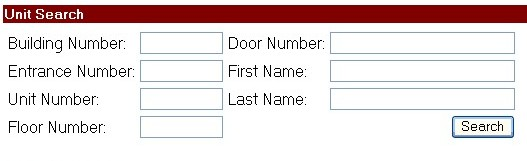 Unit Search
Building Number: Door Number:
Entrance Number: First Name:
Unit Number: Last Name:
Floor Number: Search